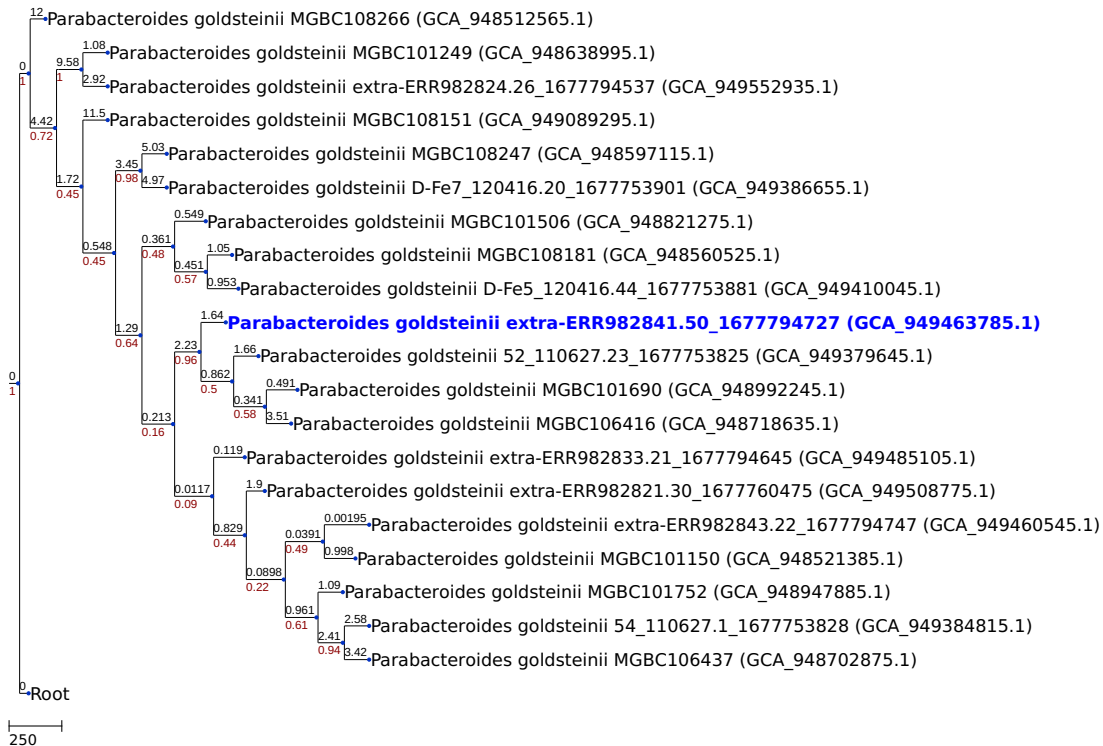 12 Parabacteroides goldsteinii MGBC108266 (GCA_948512565.1)
1.08 Parabacteroides goldsteinii MGBC101249 (GCA_948638995.1)
0 9.58
1 1 2.92 Parabacteroides goldsteinii extra-ERR982824.26_1677794537 (GCA_949552935.1)
11.5 Parabacteroides goldsteinii MGBC108151 (GCA_949089295.1)
4.42
0.72
5.03 Parabacteroides goldsteinii MGBC108247 (GCA_948597115.1)
3.45
0.98
1.72 4.97 Parabacteroides goldsteinii D-Fe7_120416.20_1677753901 (GCA_949386655.1)
0.45
0.549 Parabacteroides goldsteinii MGBC101506 (GCA_948821275.1)
0.548 0.361 1.05 Parabacteroides goldsteinii MGBC108181 (GCA_948560525.1)
0.45 0.48
0.451
0.57
0.953 Parabacteroides goldsteinii D-Fe5_120416.44_1677753881 (GCA_949410045.1)
1.64 Parabacteroides goldsteinii extra-ERR982841.50_1677794727 (GCA_949463785.1)
1.29
0.64
2.23 1.66 Parabacteroides goldsteinii 52_110627.23_1677753825 (GCA_949379645.1)
0.96
0 0.862 0.491 Parabacteroides goldsteinii MGBC101690 (GCA_948992245.1)
1 0.5
0.341
0.58
0.213 3.51 Parabacteroides goldsteinii MGBC106416 (GCA_948718635.1)
0.16
0.119 Parabacteroides goldsteinii extra-ERR982833.21_1677794645 (GCA_949485105.1)
0.0117 1.9 Parabacteroides goldsteinii extra-ERR982821.30_1677760475 (GCA_949508775.1)
0.09
0.829 0.00195 Parabacteroides goldsteinii extra-ERR982843.22_1677794747 (GCA_949460545.1)
0.44
0.0391
0.49
0.998 Parabacteroides goldsteinii MGBC101150 (GCA_948521385.1)
0.0898
0.22
1.09 Parabacteroides goldsteinii MGBC101752 (GCA_948947885.1)
0.961
0.61
2.58 Parabacteroides goldsteinii 54_110627.1_1677753828 (GCA_949384815.1)
2.41
0.94
3.42 Parabacteroides goldsteinii MGBC106437 (GCA_948702875.1)
0 Root
250